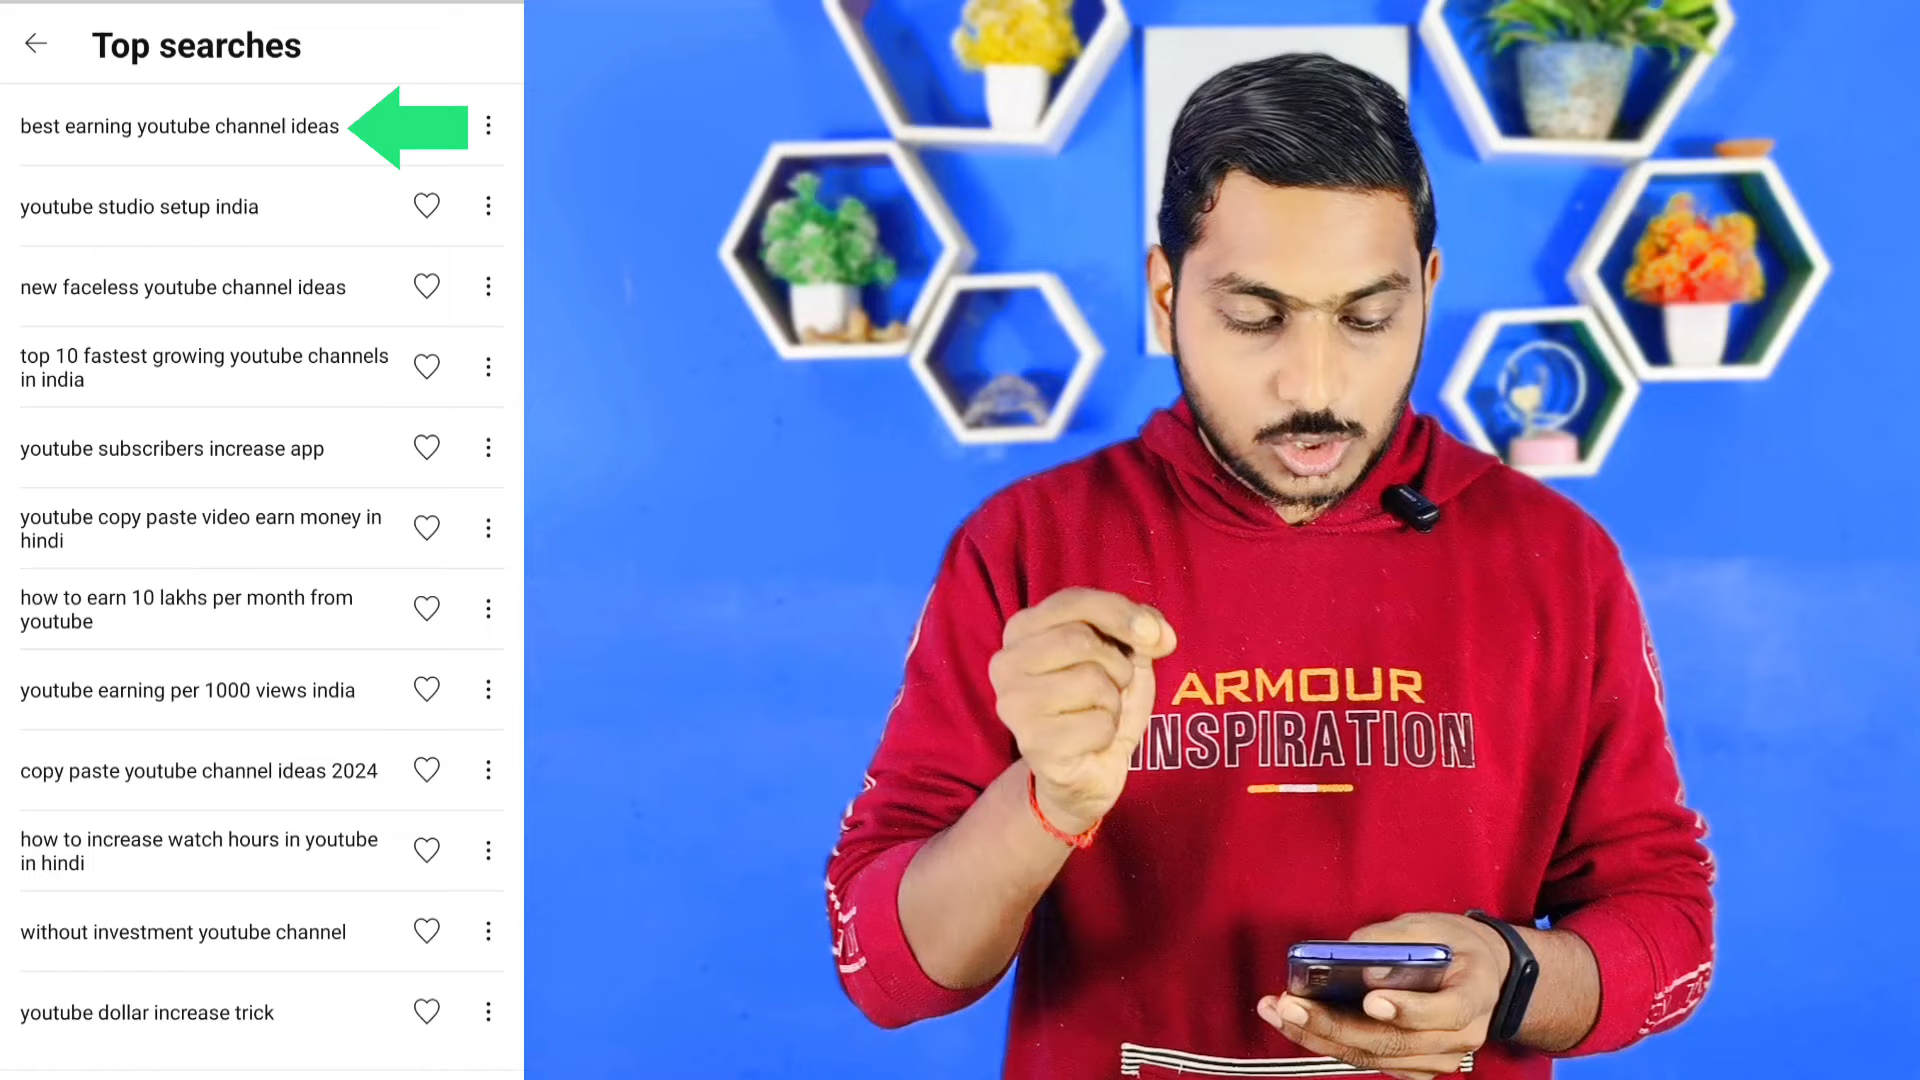 Top searches
best earning youtube channel ideas
youtube studio setup india
new faceless youtube channel ideas
top 10 fastest growing youtube channels
in india
youtube subscribers increase app
youtube copy paste video earn money in
hindi
how to earn 10 lakhs per month from
youtube
youtube earning per 1000 views india
copy paste youtube channel ideas 2024
how to increase watch hours in youtube
in hindi
without investment youtube channel
youtube dollar increase trick
ARMOUR
INSPIRATION